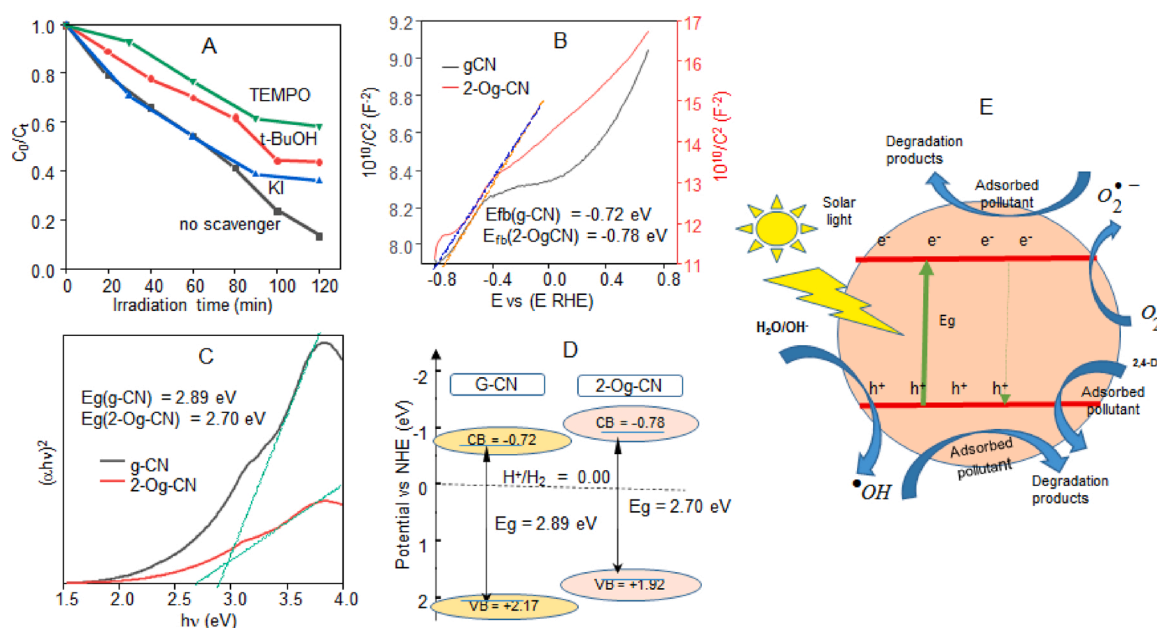 A
C₀/Cₜ
1.0
0.8
0.6
0.4
0.2
0.0
TEMPO
t-BuOH
KI
no scavenger
0 20 40 60 80 100 120
Irradiation time (min)
B
10¹⁰/C² (F⁻²)
9.2
9.0
8.8
8.6
8.4
8.2
8.0
gCN
2-Og-CN
Efb(g-CN) = -0.72 eV
Efb(2-OgCN) = -0.78 eV
17
16
15
14
13
12
11
10¹⁰/C² (F⁻²)
-0.8 -0.4 0.0 0.4 0.8
E vs (E RHE)
C
(αhγ)²
Eg(g-CN) = 2.89 eV
Eg(2-Og-CN) = 2.70 eV
g-CN
2-Og-CN
1.5 2.0 2.5 3.0 3.5 4.0
hν (eV)
D
Potential vs NHE (eV)
-2
-1
0
1
2
G-CN
2-Og-CN
CB = -0.72
CB = -0.78
H⁺/H₂ = 0.00
Eg = 2.89 eV
Eg = 2.70 eV
VB = +2.17
VB = +1.92
E
Degradation
products
Adsorbed
pollutant
O₂•⁻
Solar
light
e⁻ e⁻ e⁻ e⁻
Eg
O₂
H₂O/OH⁻
2,4-D
h⁺ h⁺ h⁺ h⁺
Adsorbed
pollutant
Adsorbed
pollutant
•OH
Degradation
products